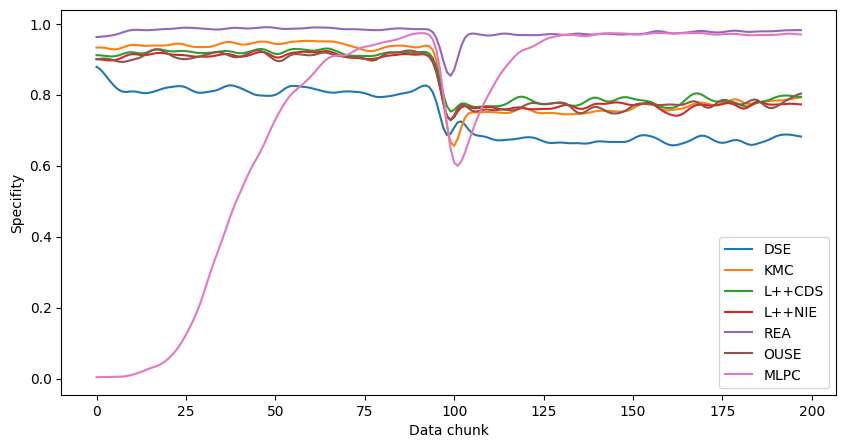 1.0
0.8
0.6
0.4
0.2
0.0
Specifity
0
25
50
75
100
125
150
175
200
Data chunk
DSE
KMC
L++CDS
L++NIE
REA
OUSE
MLPC